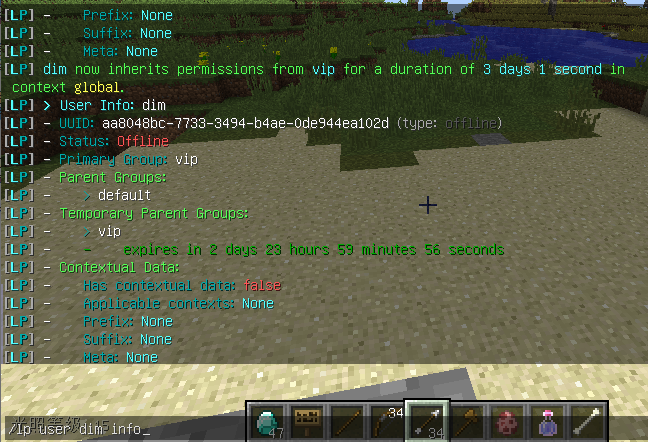 [LP] -    Prefix: None
[LP] -    Suffix: None
[LP] -    Meta: None
[LP] dim now inherits permissions from vip for a duration of 3 days 1 second in
context global.
[LP] > User Info: dim
[LP] - UUID: aa8048bc-7733-3494-b4ae-0de944ea102d (type: offline)
[LP] - Status: Offline
[LP] - Primary Group: vip
[LP] - Parent Groups:
[LP] -    / default
[LP] - Temporary Parent Groups:
[LP] -    / vip
[LP] -    -    expires in 2 days 23 hours 59 minutes 56 seconds
[LP] - Contextual Data:
[LP] -    Has contextual data: false
[LP] -    Applicable contexts: None
[LP] -    Prefix: None
[LP] -    Suffix: None
[LP] -    Meta: None
/lp user dim info_
47
34
34